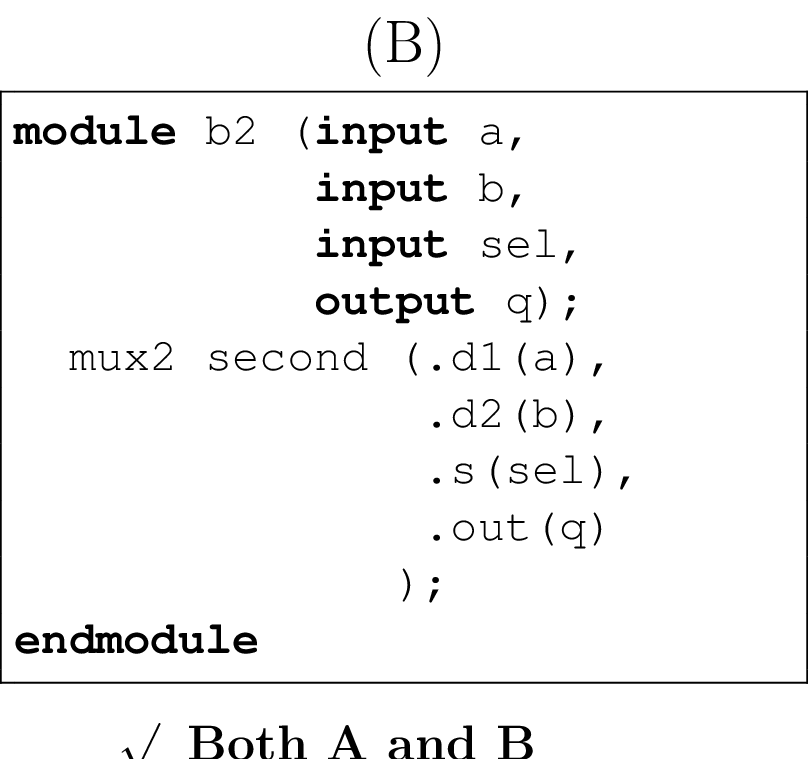 (B)
module b2 (input a,
input b,
input sel,
output q);
mux2 second (.d1(a),
.d2(b),
.s(sel),
.out(q)
);
endmodule
√ Both A and B